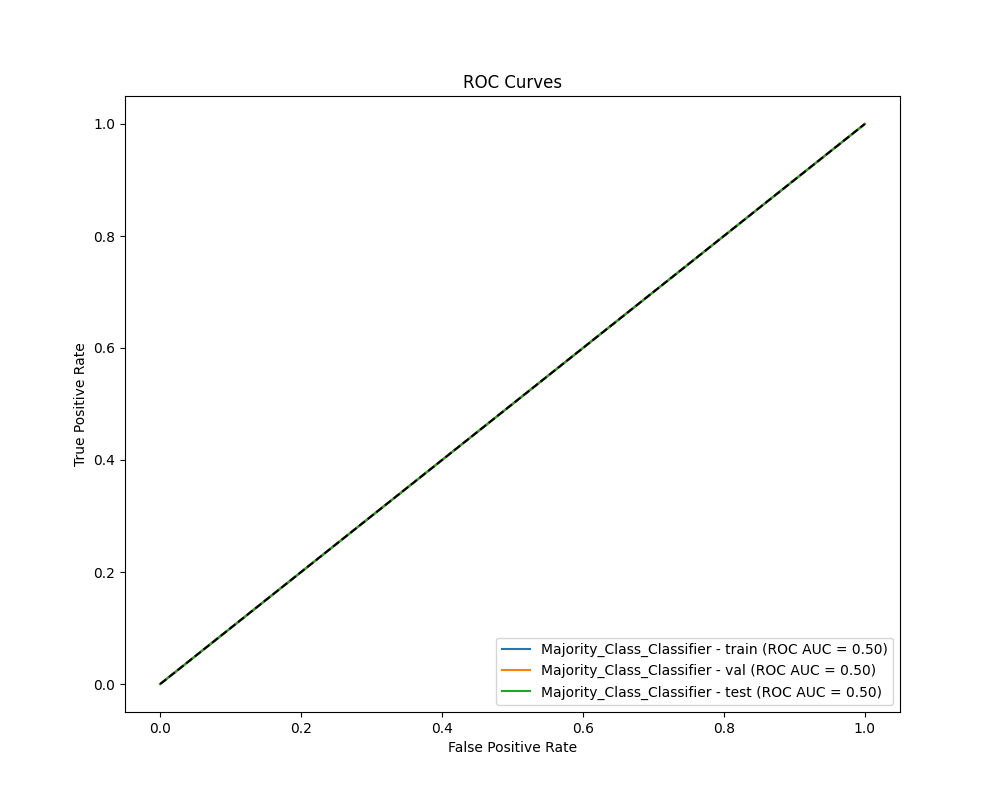 ROC Curves
1.0
0.8
0.6
0.4
0.2
0.0
True Positive Rate
Majority_Class_Classifier - train (ROC AUC = 0.50)
Majority_Class_Classifier - val (ROC AUC = 0.50)
Majority_Class_Classifier - test (ROC AUC = 0.50)
0.0 0.2 0.4 0.6 0.8 1.0
False Positive Rate